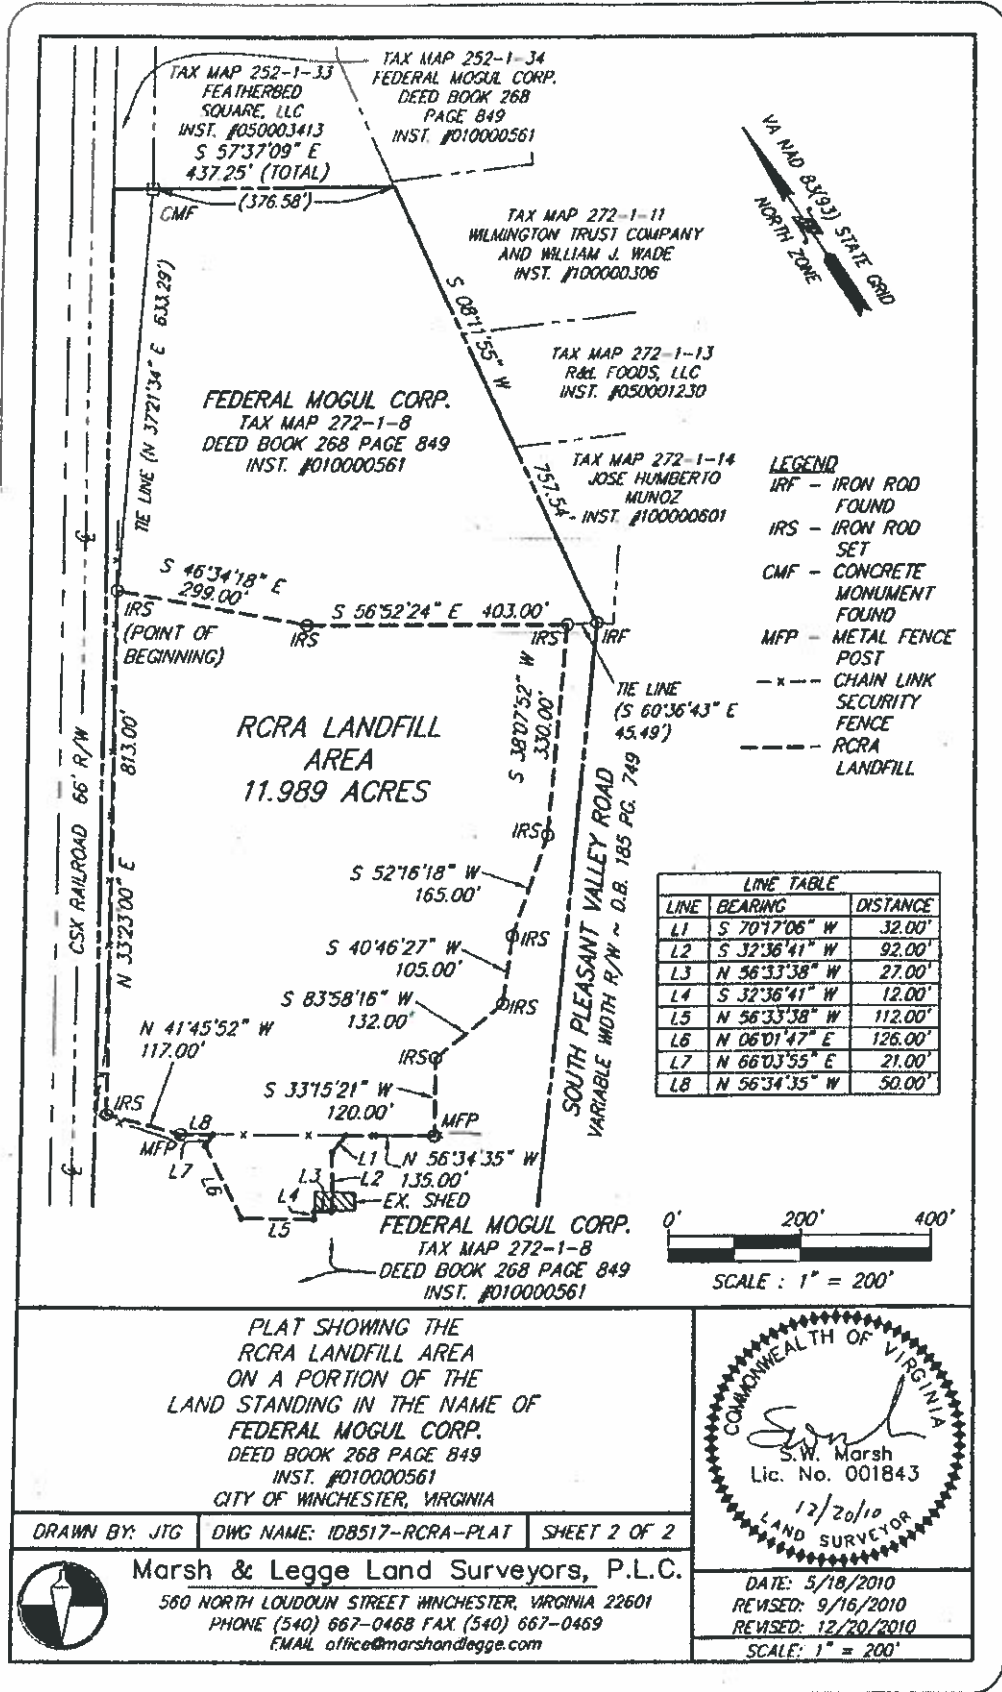 TAX MAP 252-1-33
FEATHERBED
SQUARE, LLC
INST. #050003413
S 57°37'09" E
437.25' (TOTAL)
(376.58')
CMF
TAX MAP 252-1-34
FEDERAL MOGUL CORP.
DEED BOOK 268
PAGE 849
INST. #010000561
VA NAD 83(93) STATE GRID
NORTH ZONE
TAX MAP 272-1-11
WILMINGTON TRUST COMPANY
AND WILLIAM J. WADE
INST. #100000306
S 08°11'55" W
757.54'
TAX MAP 272-1-13
R&L FOODS, LLC
INST. #050001230
TAX MAP 272-1-14
JOSE HUMBERTO
MUNOZ
INST. #100000601
TIE LINE (N 37°21'34" E 633.29')
FEDERAL MOGUL CORP.
TAX MAP 272-1-8
DEED BOOK 268 PAGE 849
INST. #010000561
LEGEND
IRF - IRON ROD
FOUND
IRS - IRON ROD
SET
CMF - CONCRETE
MONUMENT
FOUND
MFP - METAL FENCE
POST
CHAIN LINK
SECURITY
FENCE
RCRA
LANDFILL
S 46°34'18" E
299.00'
S 56°52'24" E 403.00'
IRS
(POINT OF
BEGINNING)
IRS
IRS
IRF
TIE LINE
(S 60°36'43" E
45.49')
RCRA LANDFILL
AREA
11.989 ACRES
S 38°07'52" W
330.00'
CSX RAILROAD 66' R/W
N 33°23'00" E 813.00'
SOUTH PLEASANT VALLEY ROAD
VARIABLE WIDTH R/W ~ D.B. 185 PG. 749
IRS
S 52°16'18" W
165.00'
IRS
S 40°46'27" W
105.00'
IRS
S 83°58'16" W
132.00'
IRS
S 33°15'21" W
120.00'
MFP
N 41°45'52" W
117.00'
IRS
MFP
L8
L7
L6
L5
L4
L3
L1
L2
N 56°34'35" W
135.00'
EX. SHED
FEDERAL MOGUL CORP.
TAX MAP 272-1-8
DEED BOOK 268 PAGE 849
INST. #010000561
LINE TABLE
LINE BEARING DISTANCE
L1 S 70°17'06" W 32.00'
L2 S 32°36'41" W 92.00'
L3 N 56°33'38" W 27.00'
L4 S 32°36'41" W 12.00'
L5 N 56°33'38" W 112.00'
L6 N 06°01'47" E 126.00'
L7 N 66°03'55" E 21.00'
L8 N 56°34'35" W 50.00'
0' 200' 400'
SCALE : 1" = 200'
PLAT SHOWING THE
RCRA LANDFILL AREA
ON A PORTION OF THE
LAND STANDING IN THE NAME OF
FEDERAL MOGUL CORP.
DEED BOOK 268 PAGE 849
INST. #010000561
CITY OF WINCHESTER, VIRGINIA
COMMONWEALTH OF VIRGINIA
S.W. Marsh
Lic. No. 001843
12/20/10
LAND SURVEYOR
DRAWN BY: JTG
DWG NAME: ID8517-RCRA-PLAT
SHEET 2 OF 2
Marsh & Legge Land Surveyors, P.L.C.
560 NORTH LOUDOUN STREET WINCHESTER, VIRGINIA 22601
PHONE (540) 667-0468 FAX (540) 667-0469
EMAIL office@marshandlegge.com
DATE: 5/18/2010
REVISED: 9/16/2010
REVISED: 12/20/2010
SCALE: 1" = 200'